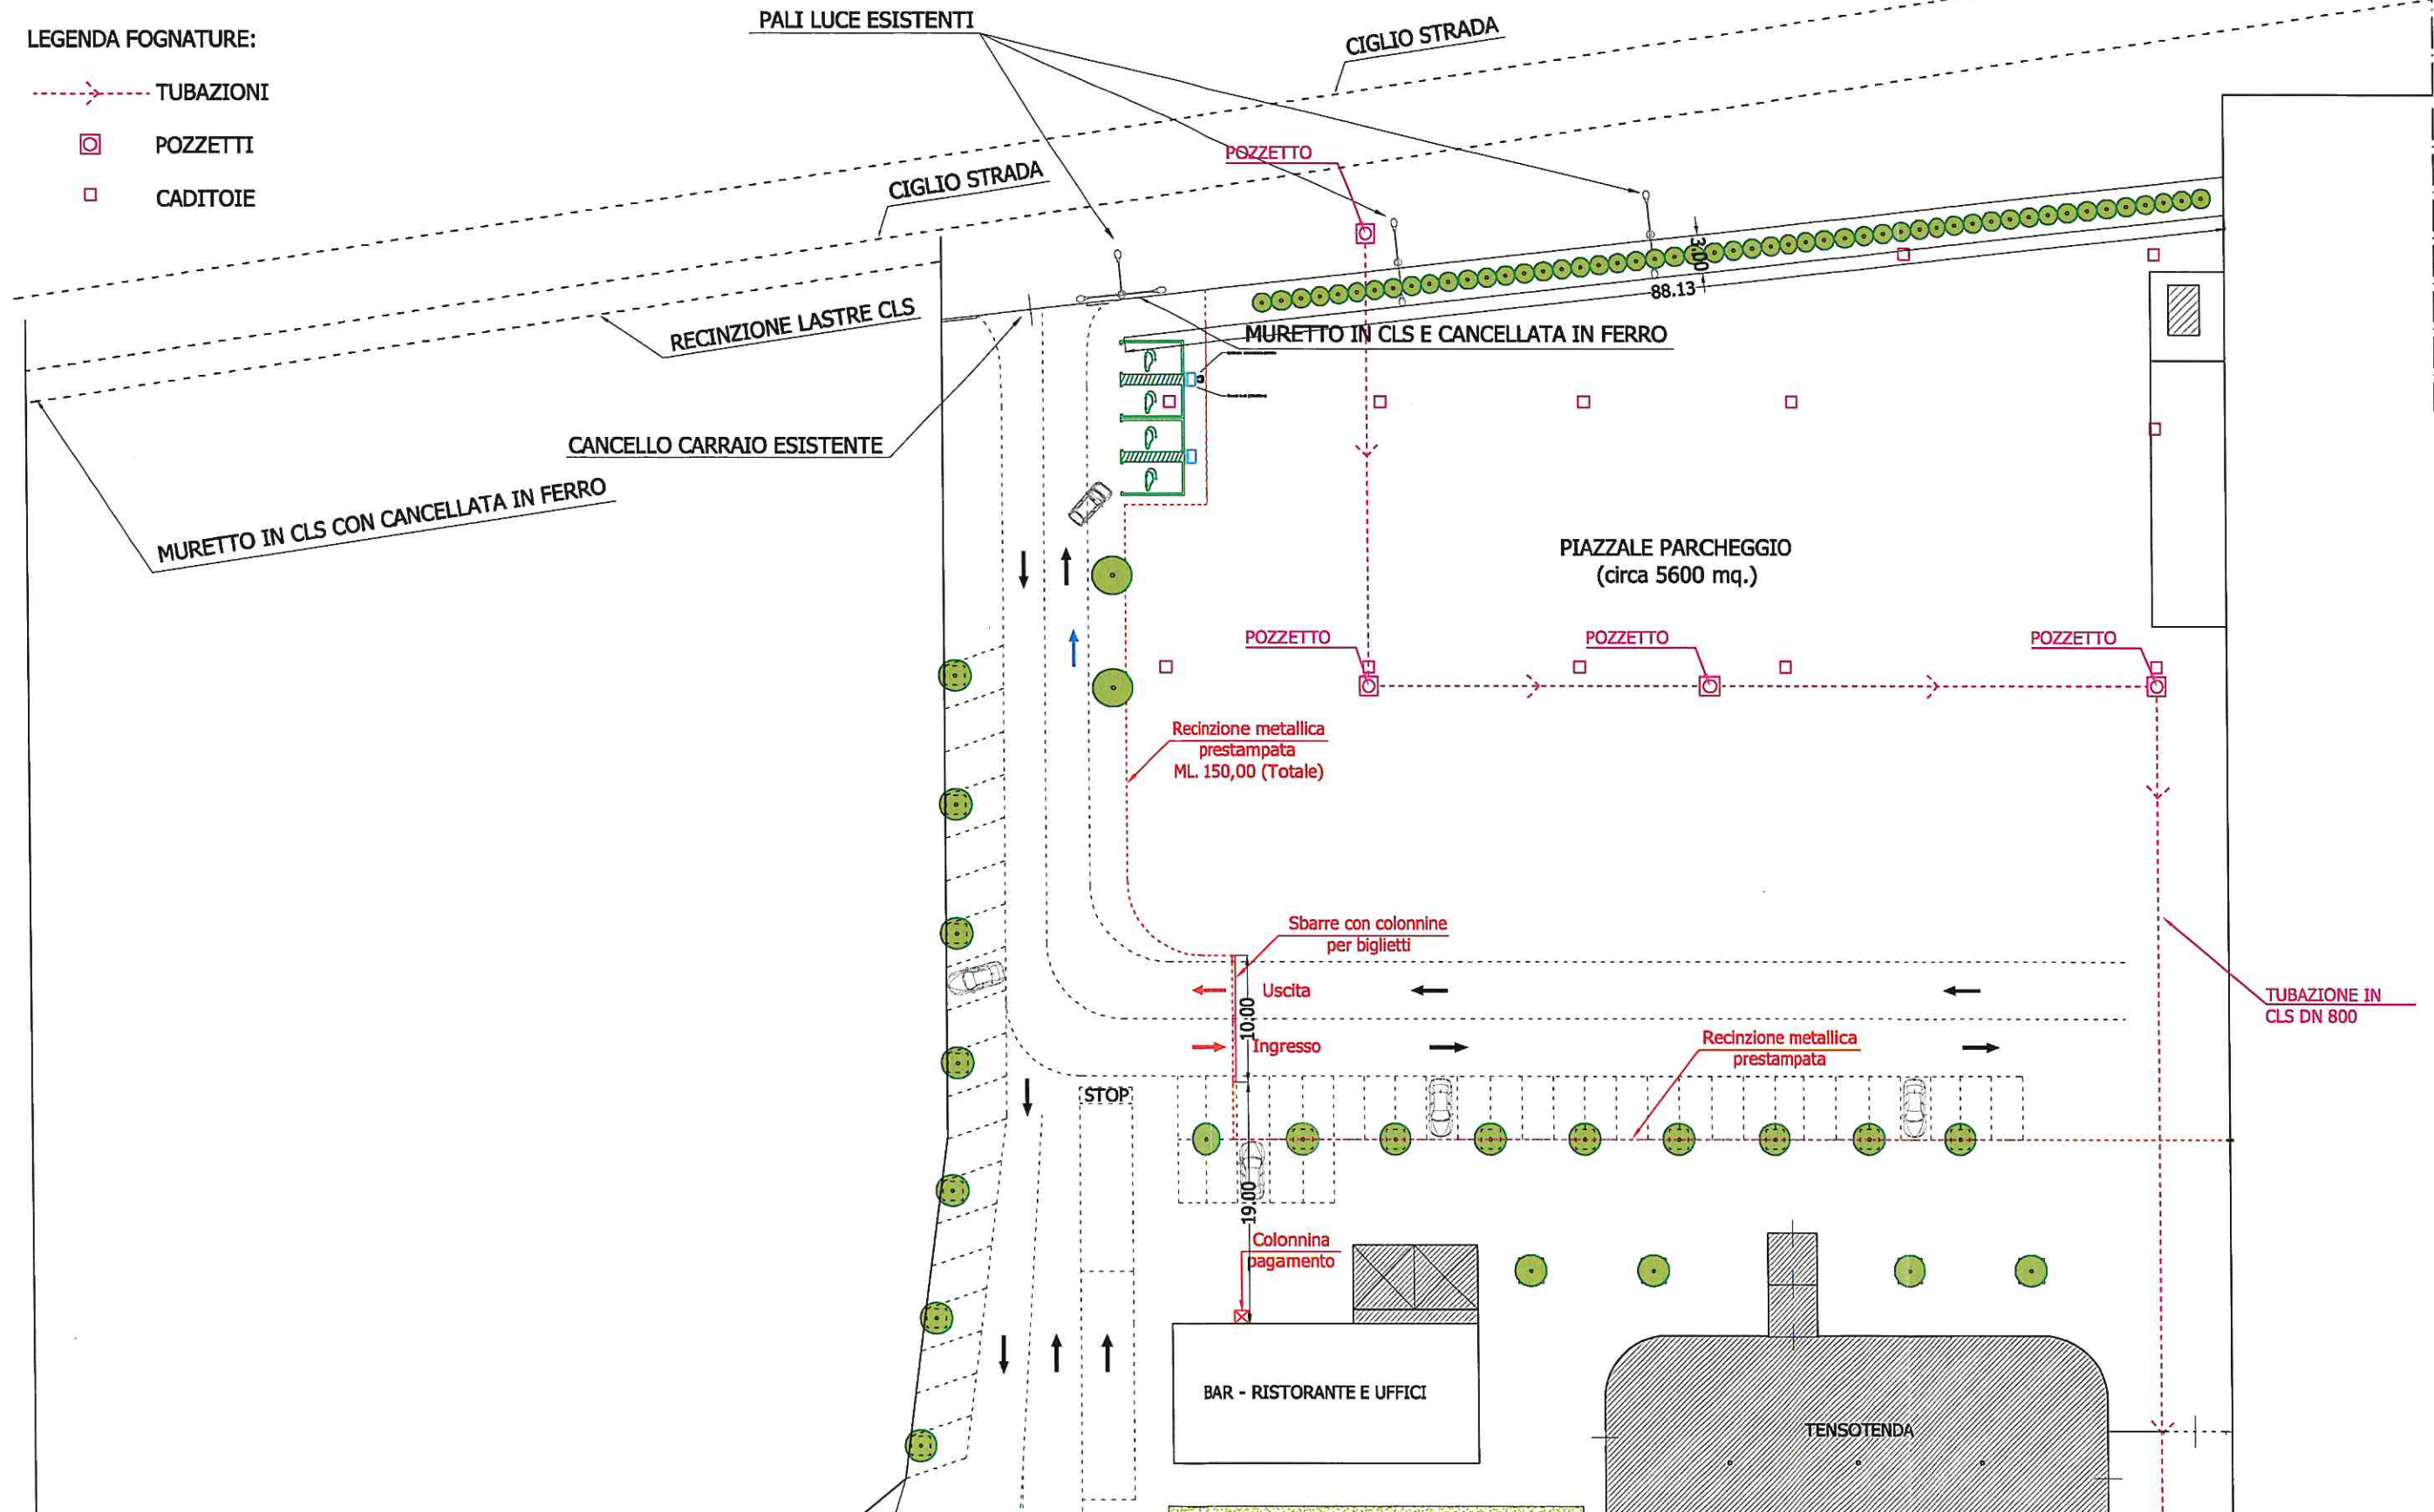 PALI LUCE ESISTENTI
CIGLIO STRADA
LEGENDA FOGNATURE:
TUBAZIONI
POZZETTI
CADITOIE
POZZETTO
CIGLIO STRADA
3.00
88.13
RECINZIONE LASTRE CLS
MURETTO IN CLS E CANCELLATA IN FERRO
CANCELLO CARRAIO ESISTENTE
MURETTO IN CLS CON CANCELLATA IN FERRO
PIAZZALE PARCHEGGIO
(circa 5600 mq.)
POZZETTO
POZZETTO
POZZETTO
Recinzione metallica
prestampata
ML. 150,00 (Totale)
Sbarre con colonnine
per biglietti
Uscita
10.00
Ingresso
TUBAZIONE IN
CLS DN 800
Recinzione metallica
prestampata
STOP
19.00
Colonnina
pagamento
BAR - RISTORANTE E UFFICI
TENSOTENDA